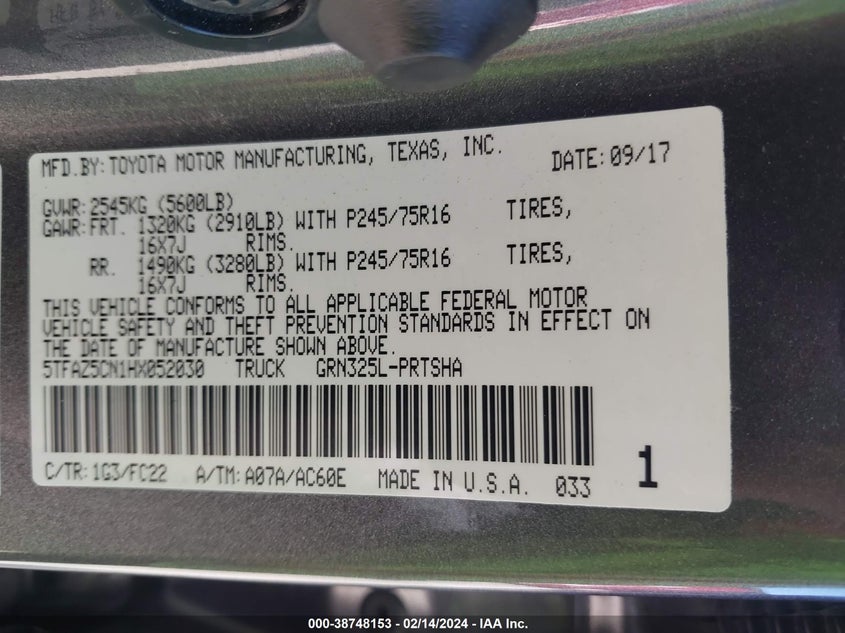 MFD.BY: TOYOTA MOTOR MANUFACTURING, TEXAS, INC. DATE: 09/17
GVWR: 2545KG (5600LB)
GAWR: FRT. 1320KG (2910LB) WITH P245/75R16 TIRES,
16X7J RIMS.
RR. 1490KG (3280LB) WITH P245/75R16 TIRES,
16X7J RIMS.
THIS VEHICLE CONFORMS TO ALL APPLICABLE FEDERAL MOTOR
VEHICLE SAFETY AND THEFT PREVENTION STANDARDS IN EFFECT ON
THE DATE OF MANUFACTURE SHOWN ABOVE.
5TFAZ5CN1HX052030 TRUCK GRN325L-PRTSHA
1
C/TR: 1G3/FC22 A/TM: A07A/AC60E MADE IN U.S.A. 033
000-38748153 - 02/14/2024 - IAA Inc.